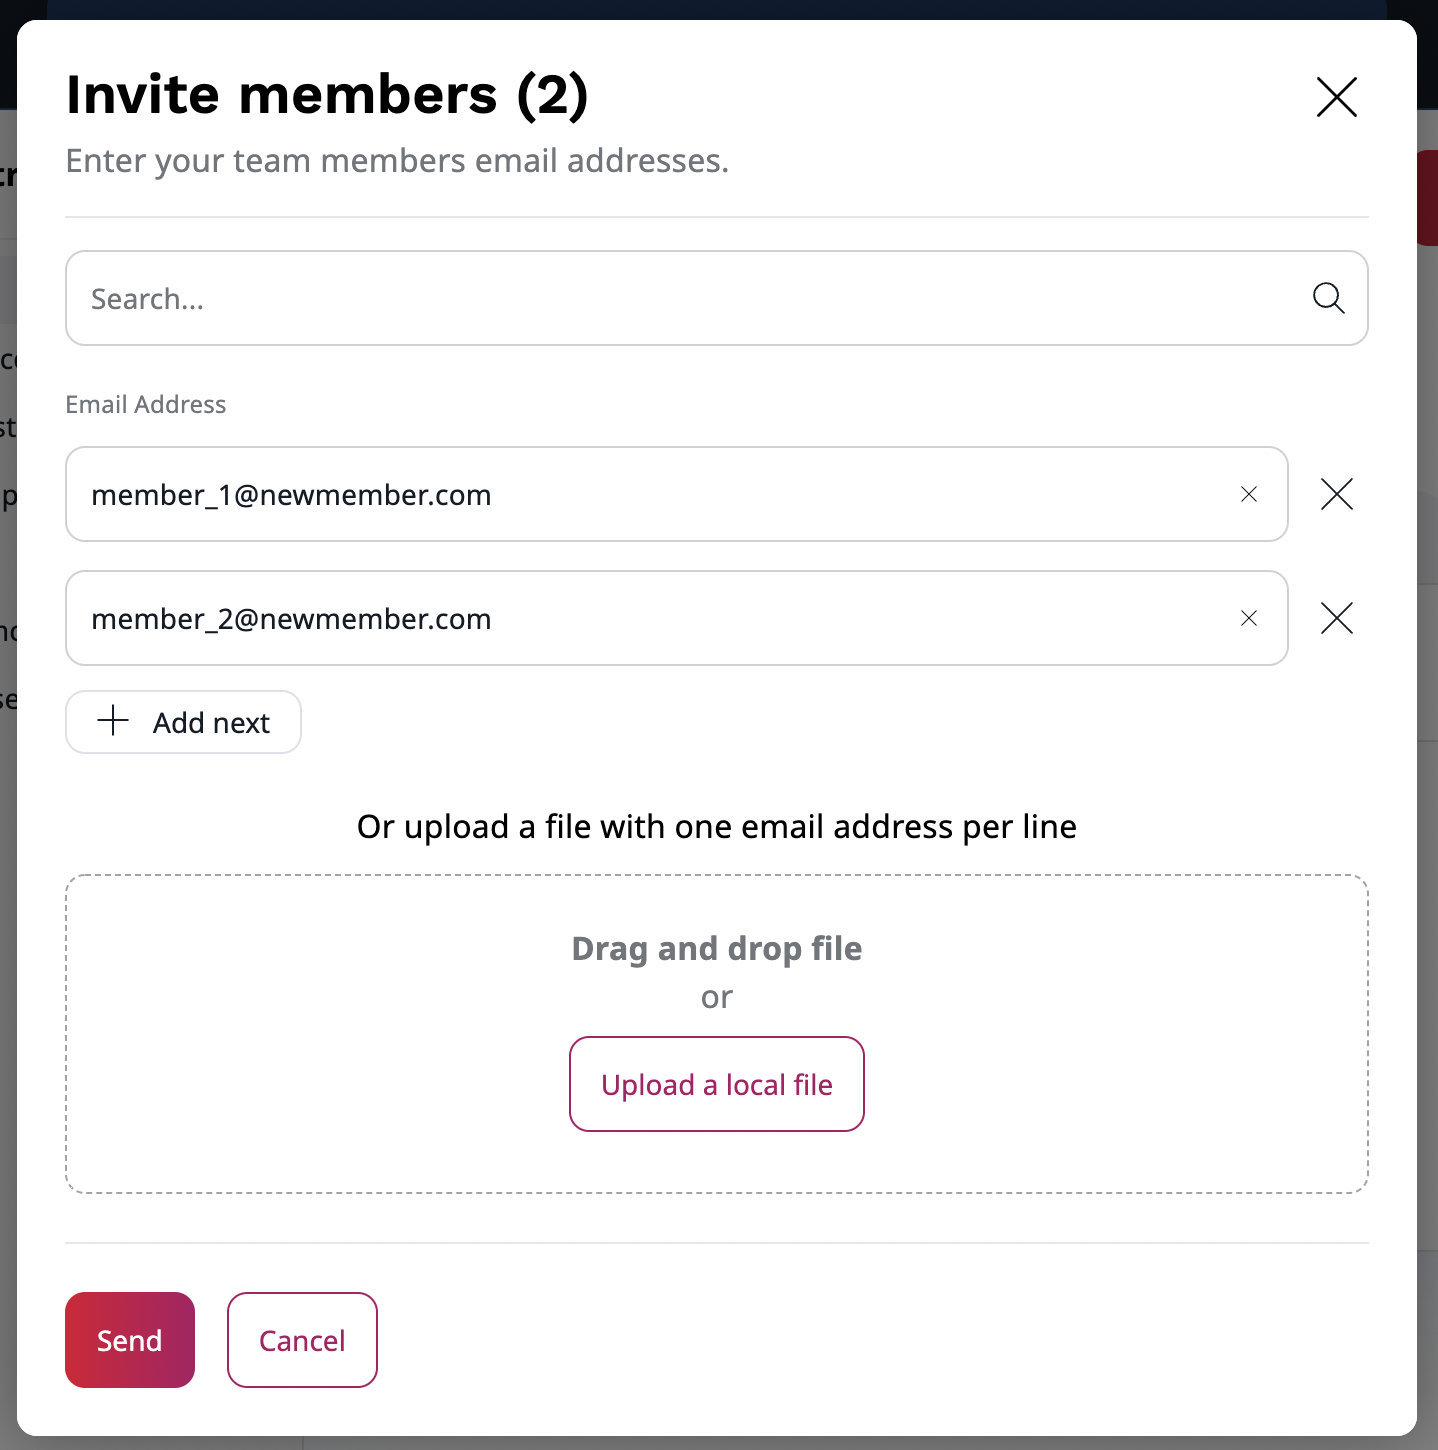 Invite members (2)
Enter your team members email addresses.
Search...
Email Address
member_1@newmember.com
member_2@newmember.com
Add next
Or upload a file with one email address per line
Drag and drop file
or
Upload a local file
Send
Cancel